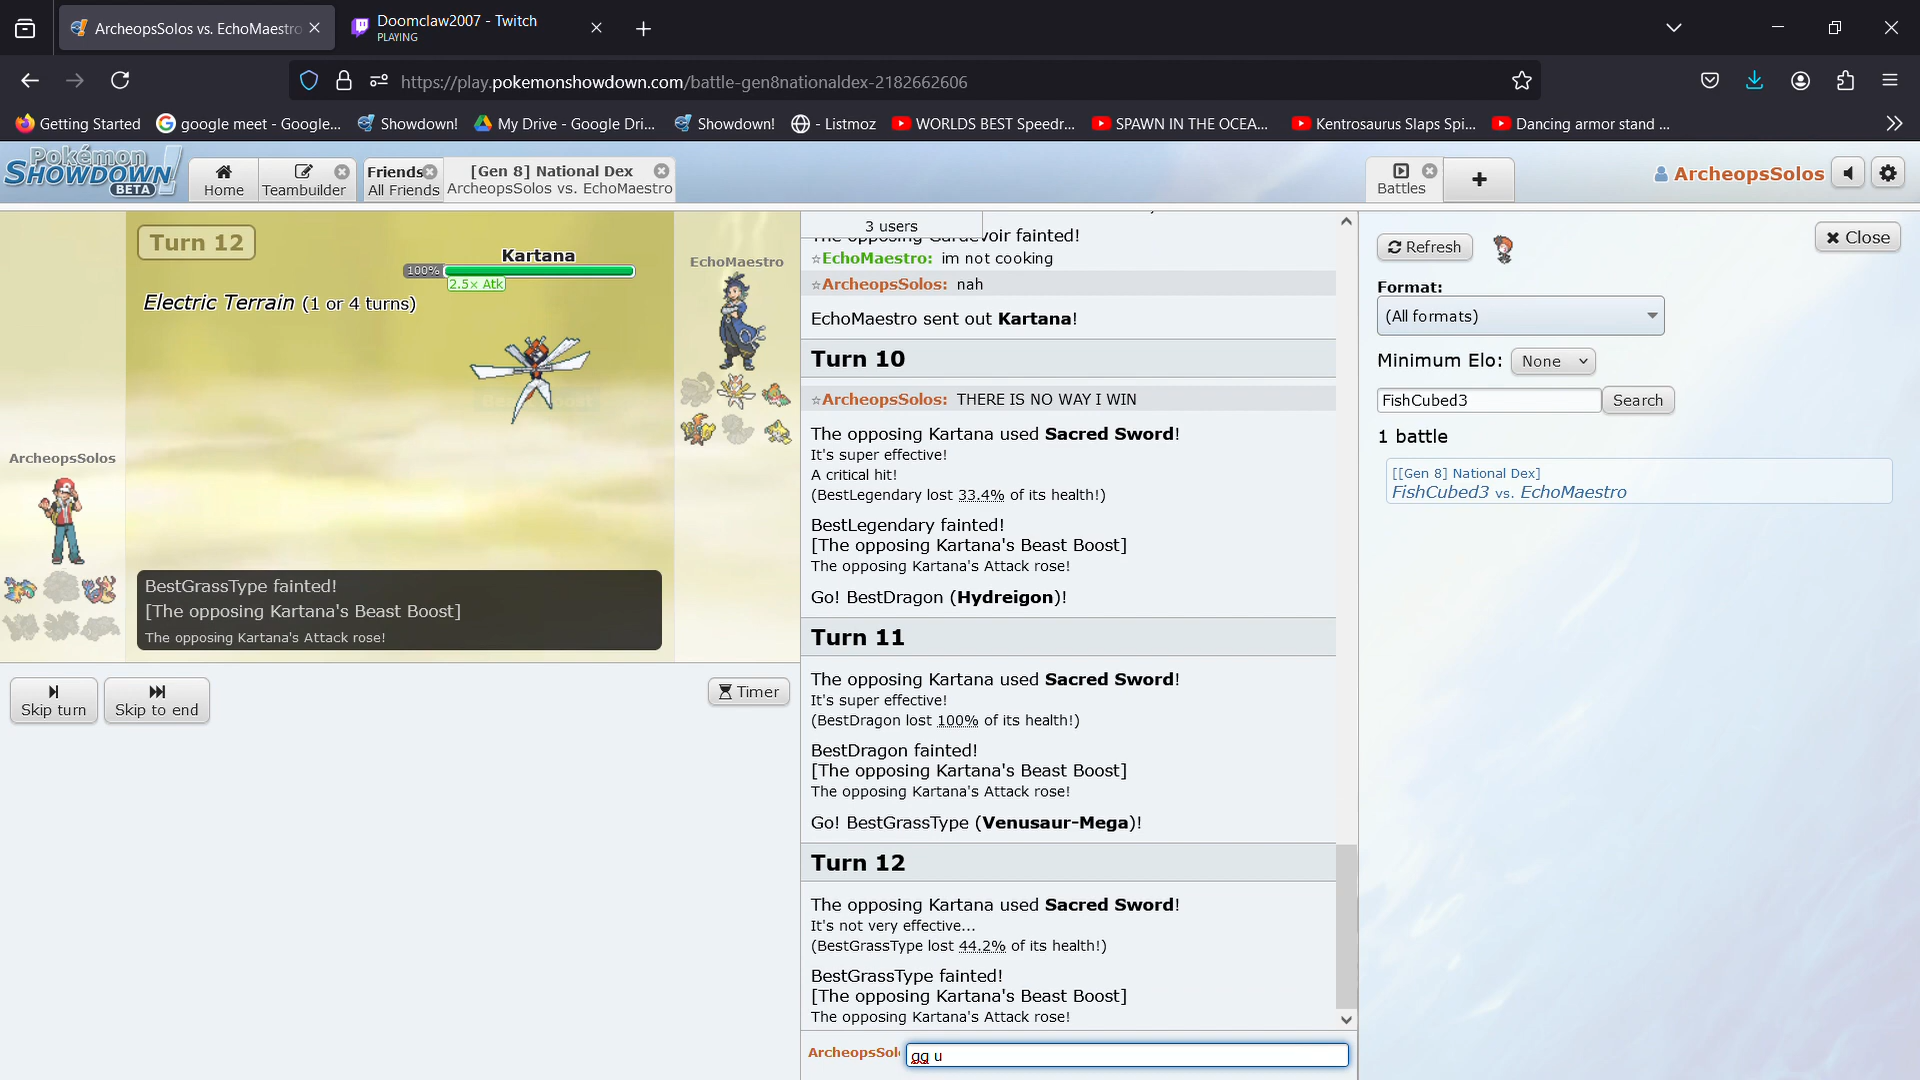 ArcheopsSolos vs. EchoMaestro
Doomclaw2007 - Twitch
PLAYING
https://play.pokemonshowdown.com/battle-gen8nationaldex-2182662606
Getting Started
google meet - Google...
Showdown!
My Drive - Google Dri...
Showdown!
- Listmoz
WORLDS BEST Speedr...
SPAWN IN THE OCEA...
Kentrosaurus Slaps Spi...
Dancing armor stand ...
Pokémon
SHOWDOWN!
BETA
Home
Teambuilder
Friends
All Friends
[Gen 8] National Dex
ArcheopsSolos vs. EchoMaestro
Battles
ArcheopsSolos
Turn 12
Kartana
100%
2.5× Atk
Electric Terrain (1 or 4 turns)
EchoMaestro
ArcheopsSolos
BestGrassType fainted!
[The opposing Kartana's Beast Boost]
The opposing Kartana's Attack rose!
Skip turn
Skip to end
Timer
3 users
The opposing Gardevoir fainted!
☆EchoMaestro: im not cooking
☆ArcheopsSolos: nah
EchoMaestro sent out Kartana!
Turn 10
☆ArcheopsSolos: THERE IS NO WAY I WIN
The opposing Kartana used Sacred Sword!
It's super effective!
A critical hit!
(BestLegendary lost 33.4% of its health!)
BestLegendary fainted!
[The opposing Kartana's Beast Boost]
The opposing Kartana's Attack rose!
Go! BestDragon (Hydreigon)!
Turn 11
The opposing Kartana used Sacred Sword!
It's super effective!
(BestDragon lost 100% of its health!)
BestDragon fainted!
[The opposing Kartana's Beast Boost]
The opposing Kartana's Attack rose!
Go! BestGrassType (Venusaur-Mega)!
Turn 12
The opposing Kartana used Sacred Sword!
It's not very effective...
(BestGrassType lost 44.2% of its health!)
BestGrassType fainted!
[The opposing Kartana's Beast Boost]
The opposing Kartana's Attack rose!
ArcheopsSol
gg u
Refresh
Close
Format:
(All formats)
Minimum Elo:
None
FishCubed3
Search
1 battle
[[Gen 8] National Dex]
FishCubed3 vs. EchoMaestro